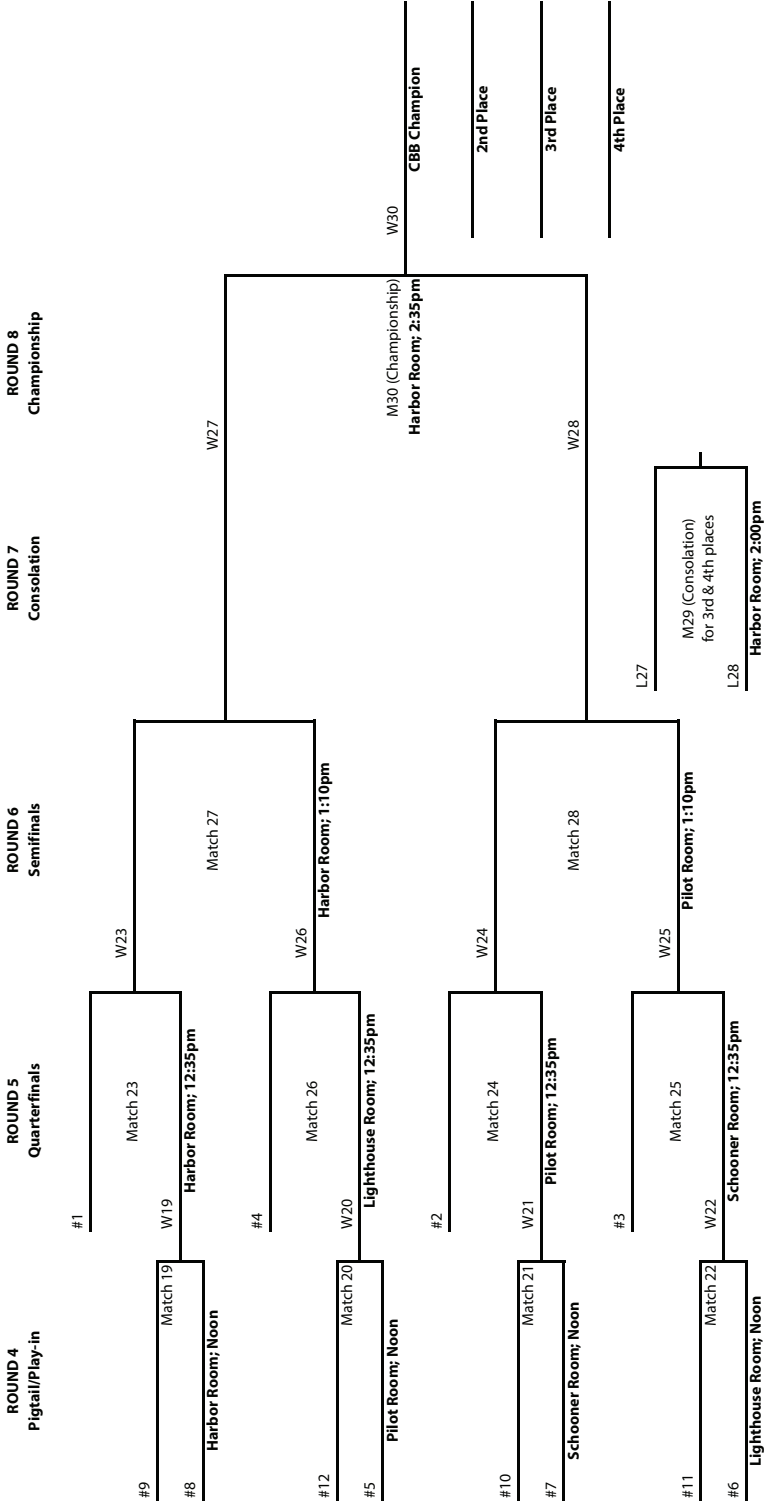 ROUND 4
Pigtail/Play-in
ROUND 5
Quarterfinals
ROUND 6
Semifinals
ROUND 7
Consolation
ROUND 8
Championship
#9
Match 19
#8
Harbor Room; Noon
#12
Match 20
#5
Pilot Room; Noon
#10
Match 21
#7
Schooner Room; Noon
#11
Match 22
#6
Lighthouse Room; Noon
#1
Match 23
W19
Harbor Room; 12:35pm
#4
Match 26
W20
Lighthouse Room; 12:35pm
#2
Match 24
W21
Pilot Room; 12:35pm
#3
Match 25
W22
Schooner Room; 12:35pm
W23
Match 27
W26
Harbor Room; 1:10pm
W24
Match 28
W25
Pilot Room; 1:10pm
L27
M29 (Consolation)
for 3rd & 4th places
L28
Harbor Room; 2:00pm
W27
M30 (Championship)
Harbor Room; 2:35pm
W28
W30
CBB Champion
2nd Place
3rd Place
4th Place